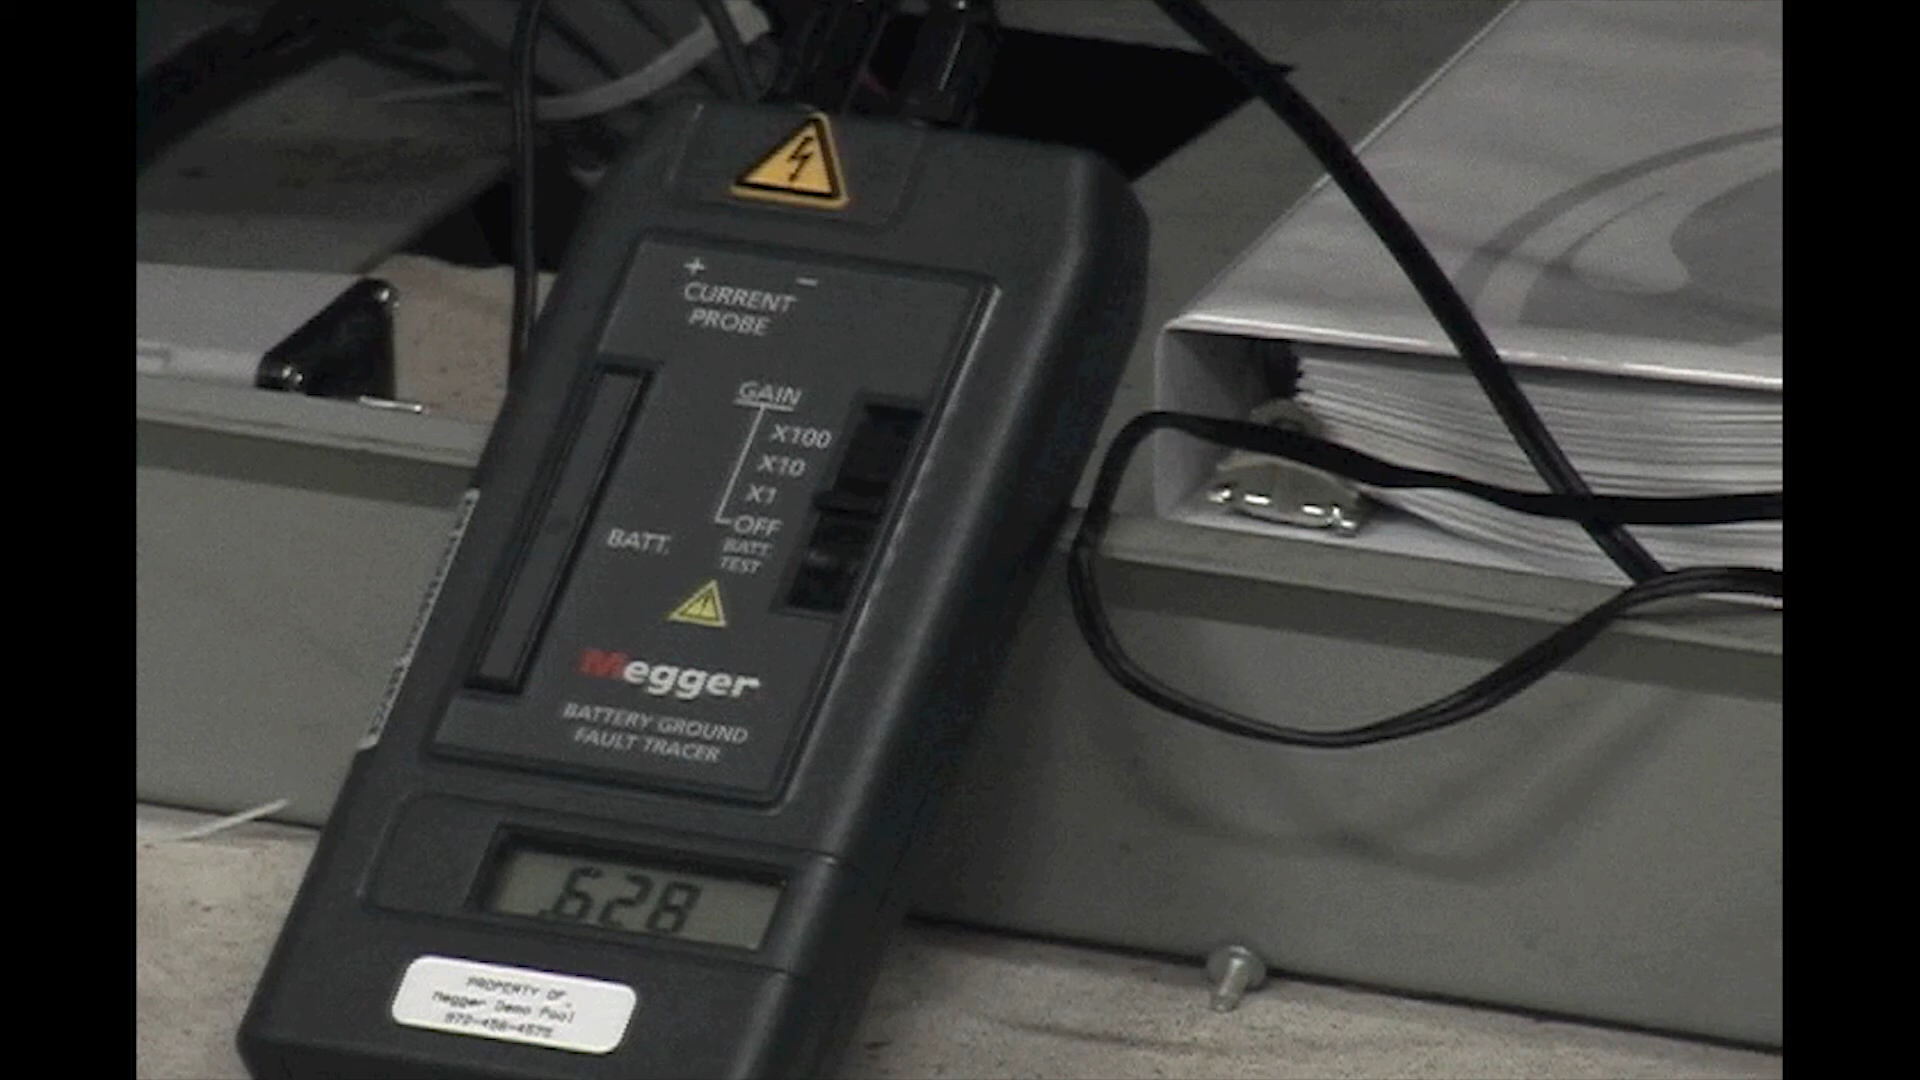 + −
CURRENT
PROBE
GAIN
X100
X10
X1
OFF
BATT.
BATT
TEST
Megger
BATTERY GROUND
FAULT TRACER
.628
PROPERTY OF
Megger Demo Pool